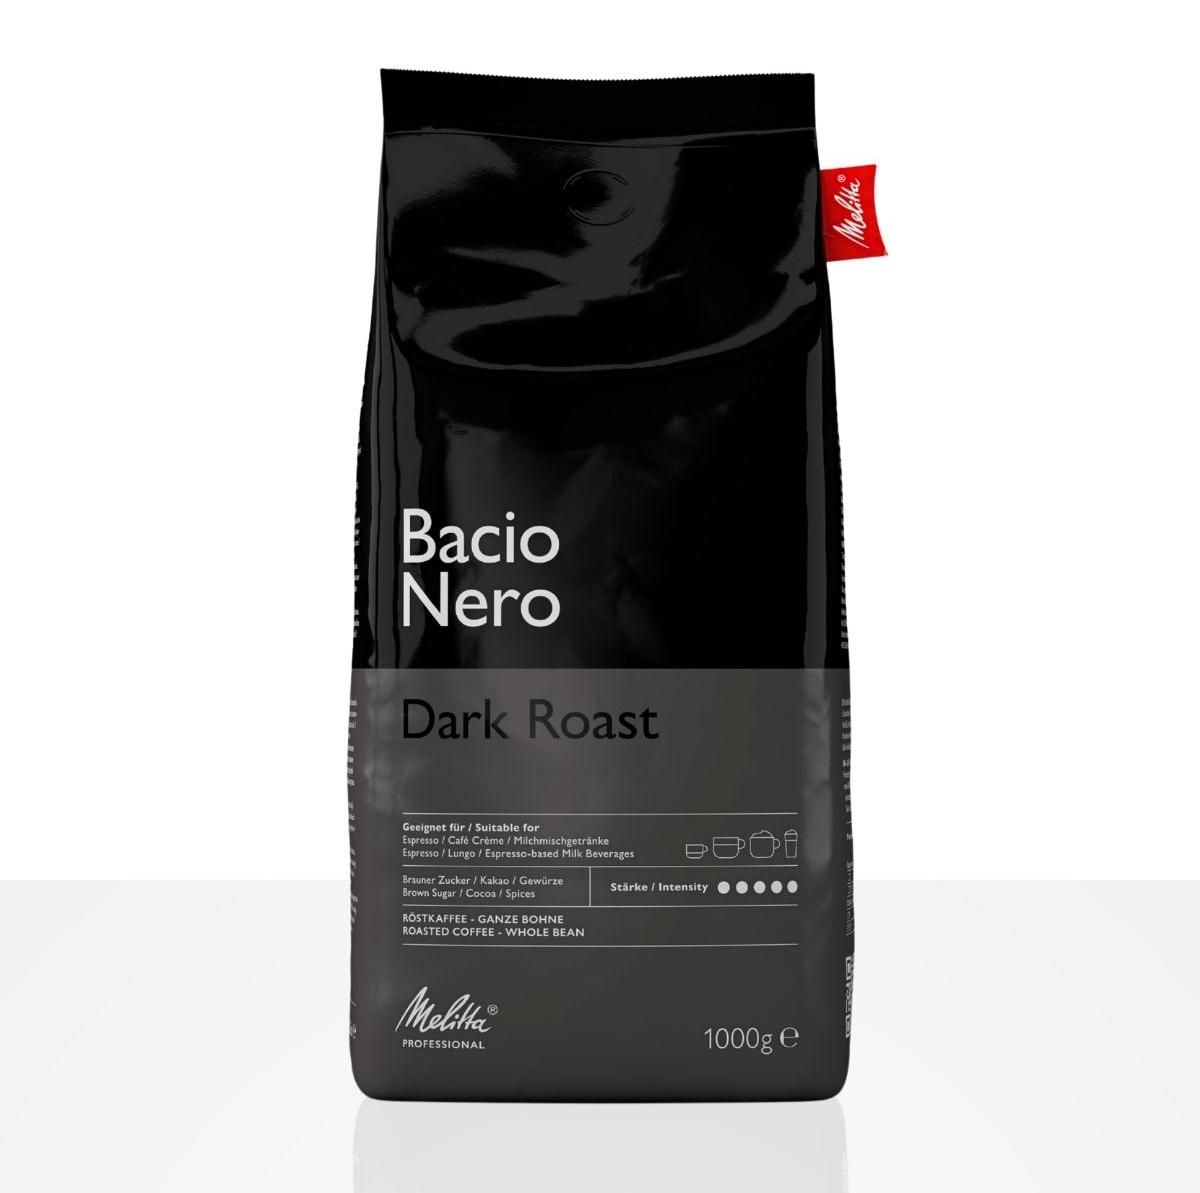 Melitta®
Bacio
Nero
Dark Roast
Geeignet für / Suitable for
Espresso / Café Crème / Milchmischgetränke
Espresso / Lungo / Espresso-based Milk Beverages
Brauner Zucker / Kakao / Gewürze
Brown Sugar / Cocoa / Spices
Stärke / Intensity
RÖSTKAFFEE - GANZE BOHNE
ROASTED COFFEE - WHOLE BEAN
Melitta®
PROFESSIONAL
1000g ℮